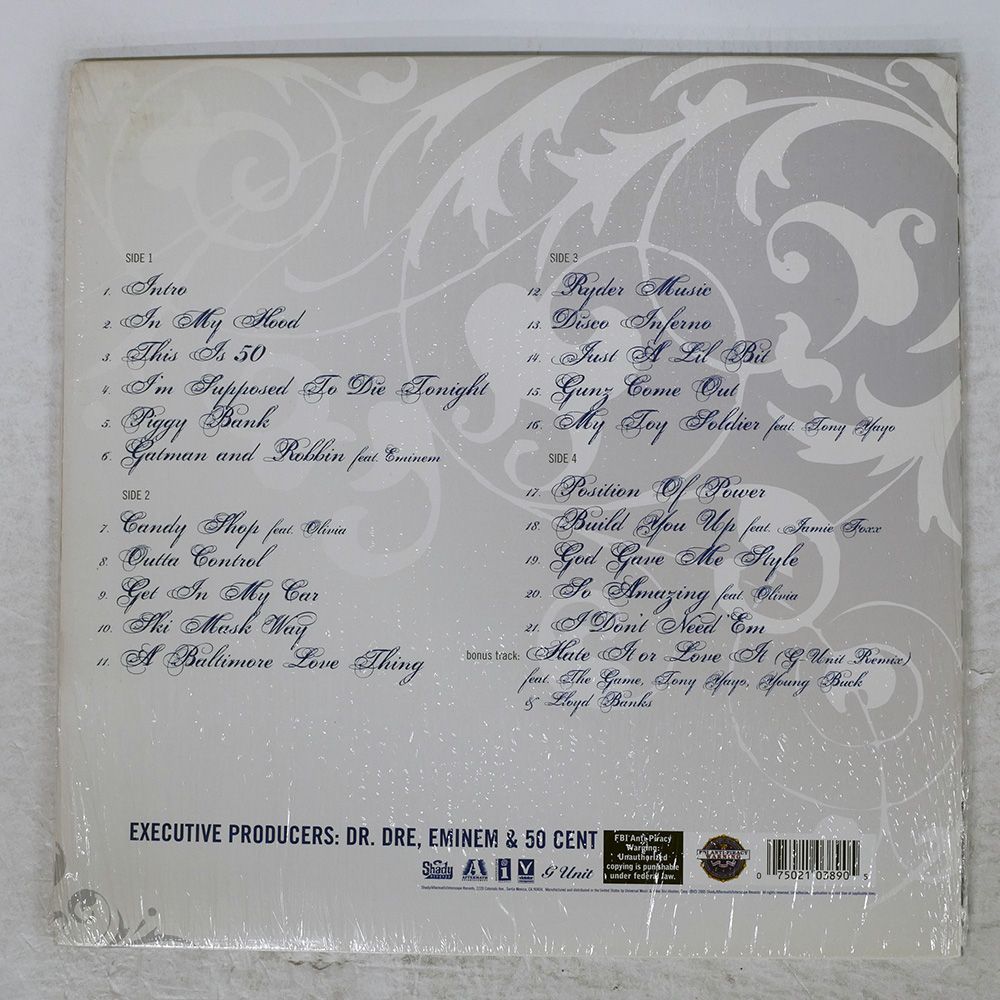 SIDE 1
1. Intro
2. In My Hood
3. This Is 50
4. I'm Supposed To Die Tonight
5. Piggy Bank
6. Gatman and Robbin feat. Eminem
SIDE 2
7. Candy Shop feat. Olivia
8. Outta Control
9. Get In My Car
10. Ski Mask Way
11. A Baltimore Love Thing
SIDE 3
12. Ryder Music
13. Disco Inferno
14. Just A Lil Bit
15. Gunz Come Out
16. My Toy Soldier feat. Tony Yayo
SIDE 4
17. Position Of Power
18. Build You Up feat. Jamie Foxx
19. God Gave Me Style
20. So Amazing feat. Olivia
21. I Don't Need 'Em
bonus track: Hate It or Love It (G Unit Remix)
feat. The Game, Tony Yayo, Young Buck
& Lloyd Banks
EXECUTIVE PRODUCERS: DR. DRE, EMINEM & 50 CENT
Shady RECORDS
AFTERMATH
i
V
G Unit
FBI Anti-Piracy
Warning:
Unauthorized
copying is punishable
under federal law.
FBI ANTI-PIRACY
WARNING
0 75021 03890 5